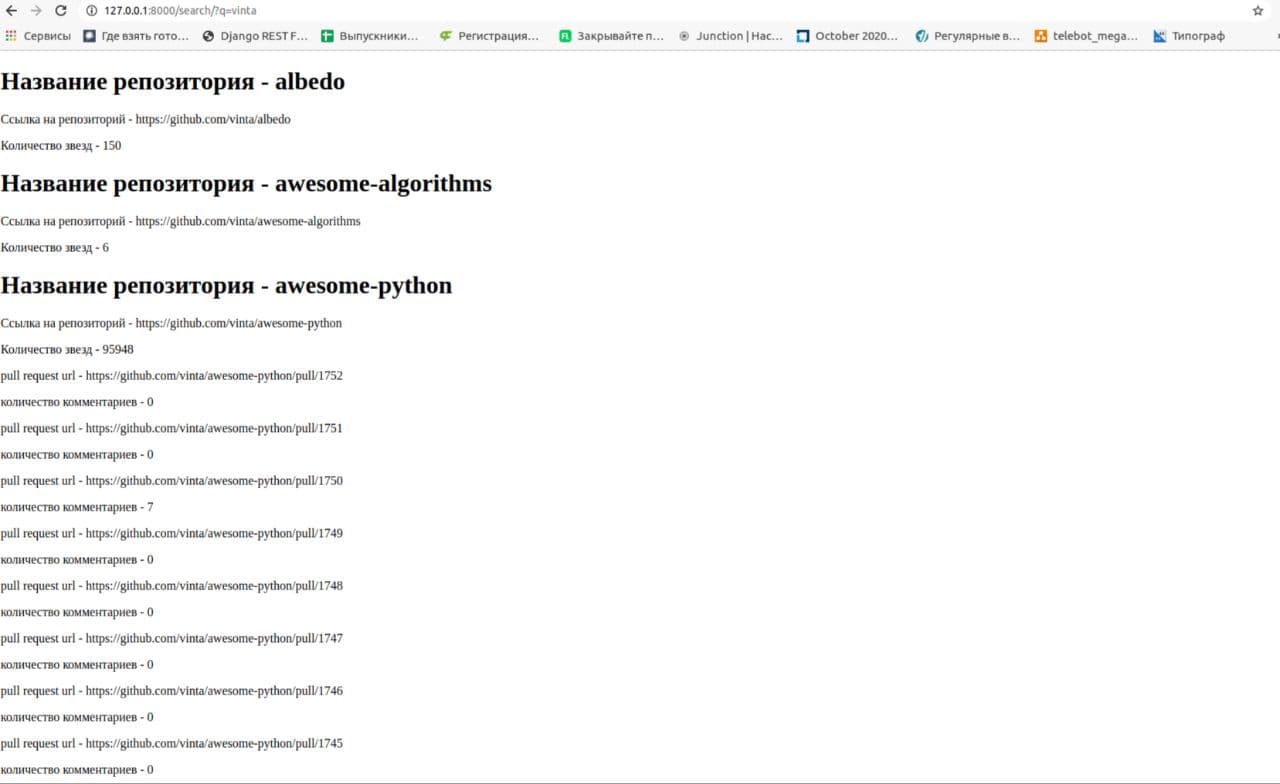 127.0.0.1:8000/search/?q=vinta
Сервисы Где взять гото... Django REST F... Выпускники... Регистрация... Закрывайте п... Junction | Нас... October 2020... Регулярные в... telebot_mega... Типограф
Название репозитория - albedo
Ссылка на репозиторий - https://github.com/vinta/albedo
Количество звезд - 150
Название репозитория - awesome-algorithms
Ссылка на репозиторий - https://github.com/vinta/awesome-algorithms
Количество звезд - 6
Название репозитория - awesome-python
Ссылка на репозиторий - https://github.com/vinta/awesome-python
Количество звезд - 95948
pull request url - https://github.com/vinta/awesome-python/pull/1752
количество комментариев - 0
pull request url - https://github.com/vinta/awesome-python/pull/1751
количество комментариев - 0
pull request url - https://github.com/vinta/awesome-python/pull/1750
количество комментариев - 7
pull request url - https://github.com/vinta/awesome-python/pull/1749
количество комментариев - 0
pull request url - https://github.com/vinta/awesome-python/pull/1748
количество комментариев - 0
pull request url - https://github.com/vinta/awesome-python/pull/1747
количество комментариев - 0
pull request url - https://github.com/vinta/awesome-python/pull/1746
количество комментариев - 0
pull request url - https://github.com/vinta/awesome-python/pull/1745
количество комментариев - 0